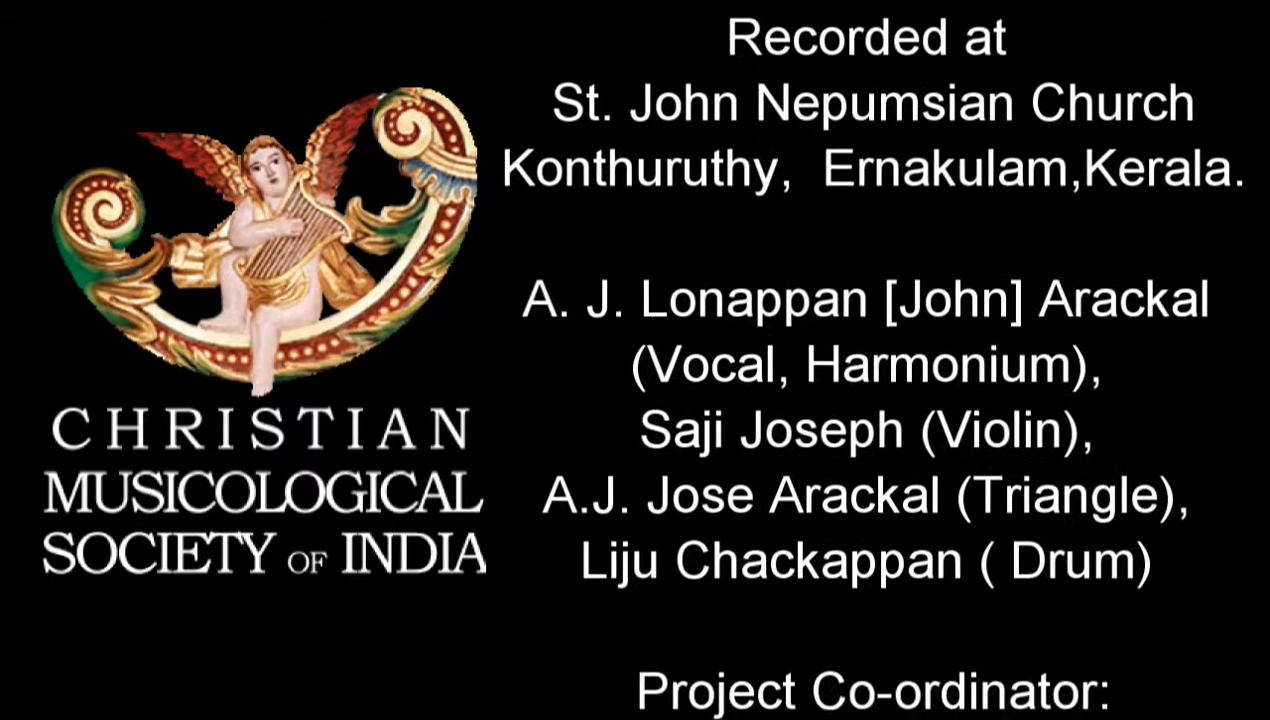 Recorded at
St. John Nepumsian Church
Konthuruthy,  Ernakulam,Kerala.
A. J. Lonappan [John] Arackal
(Vocal, Harmonium),
Saji Joseph (Violin),
A.J. Jose Arackal (Triangle),
Liju Chackappan ( Drum)
Project Co-ordinator:
CHRISTIAN
MUSICOLOGICAL
SOCIETY OF INDIA